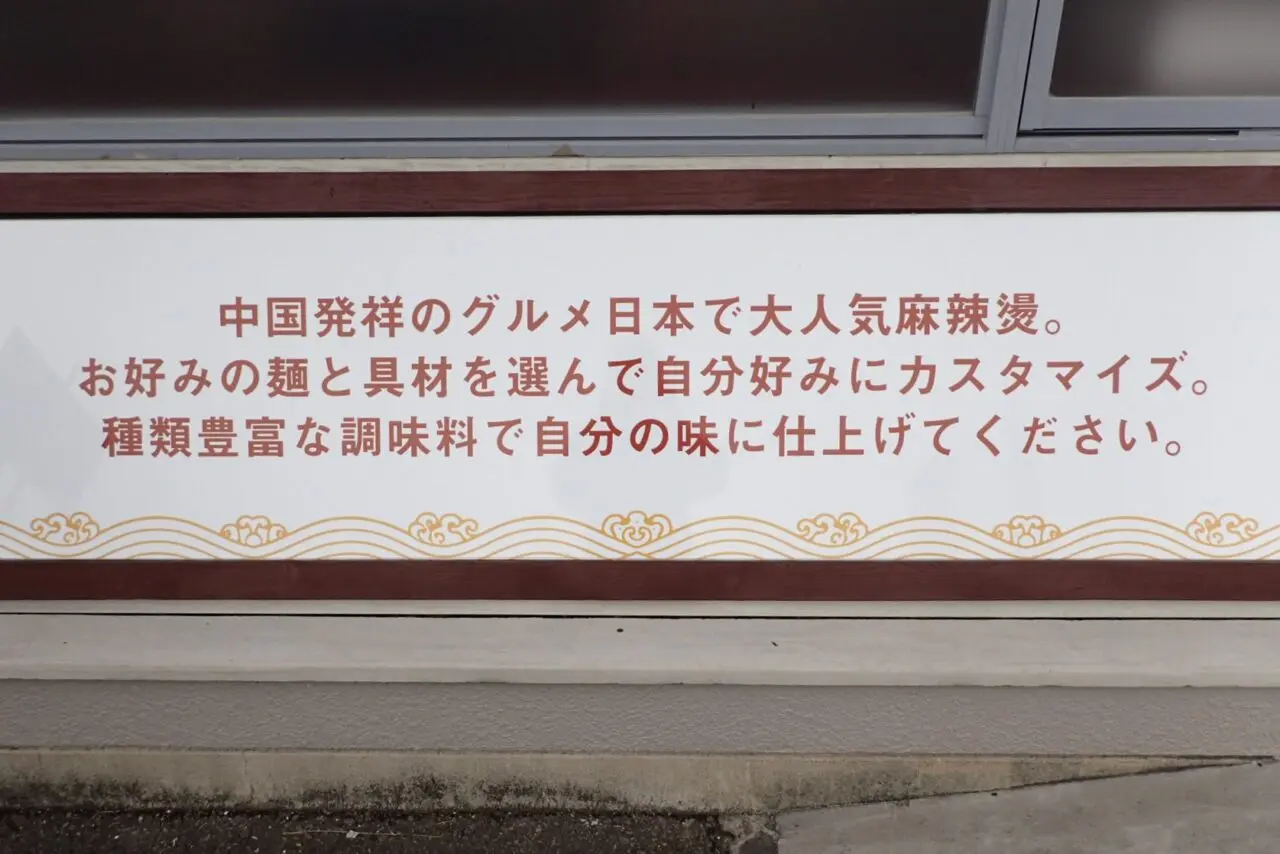 中国発祥のグルメ日本で大人気麻辣燙。
お好みの麺と具材を選んで自分好みにカスタマイズ。
種類豊富な調味料で自分の味に仕上げてください。